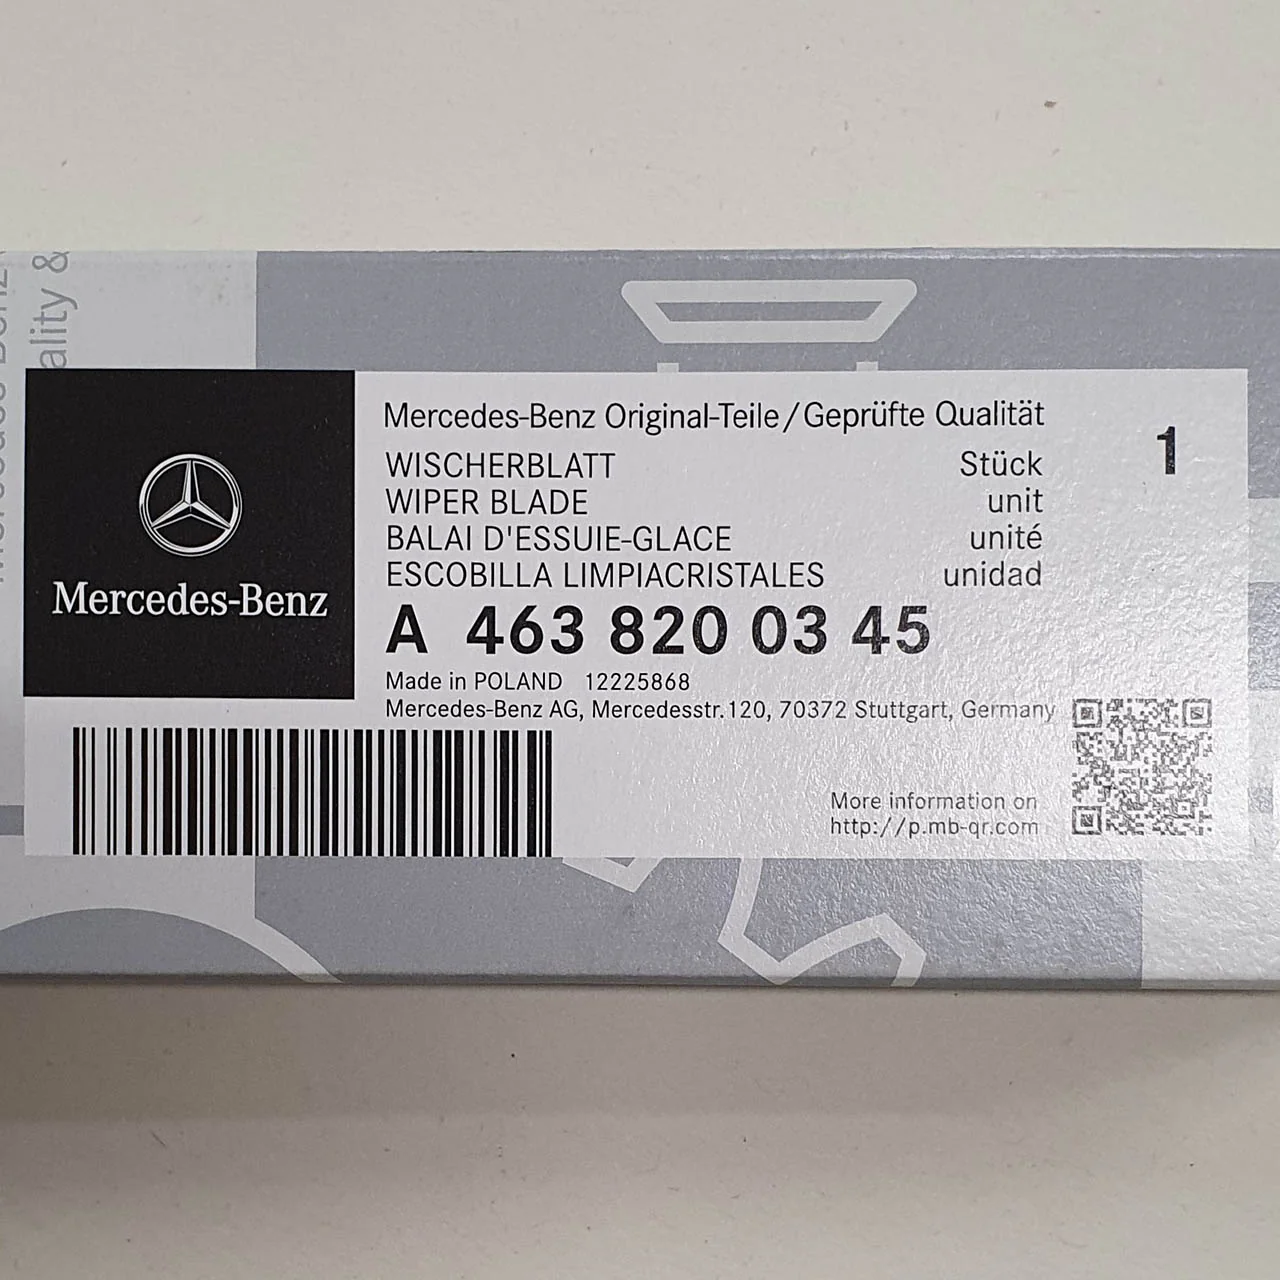 ality &
Mercedes-Benz
Mercedes-Benz Original-Teile/Geprüfte Qualität
WISCHERBLATT Stück 1
WIPER BLADE unit
BALAI D'ESSUIE-GLACE unité
ESCOBILLA LIMPIACRISTALES unidad
A 463 820 03 45
Made in POLAND 12225868
Mercedes-Benz AG, Mercedesstr.120, 70372 Stuttgart, Germany
More information on
http://p.mb-qr.com